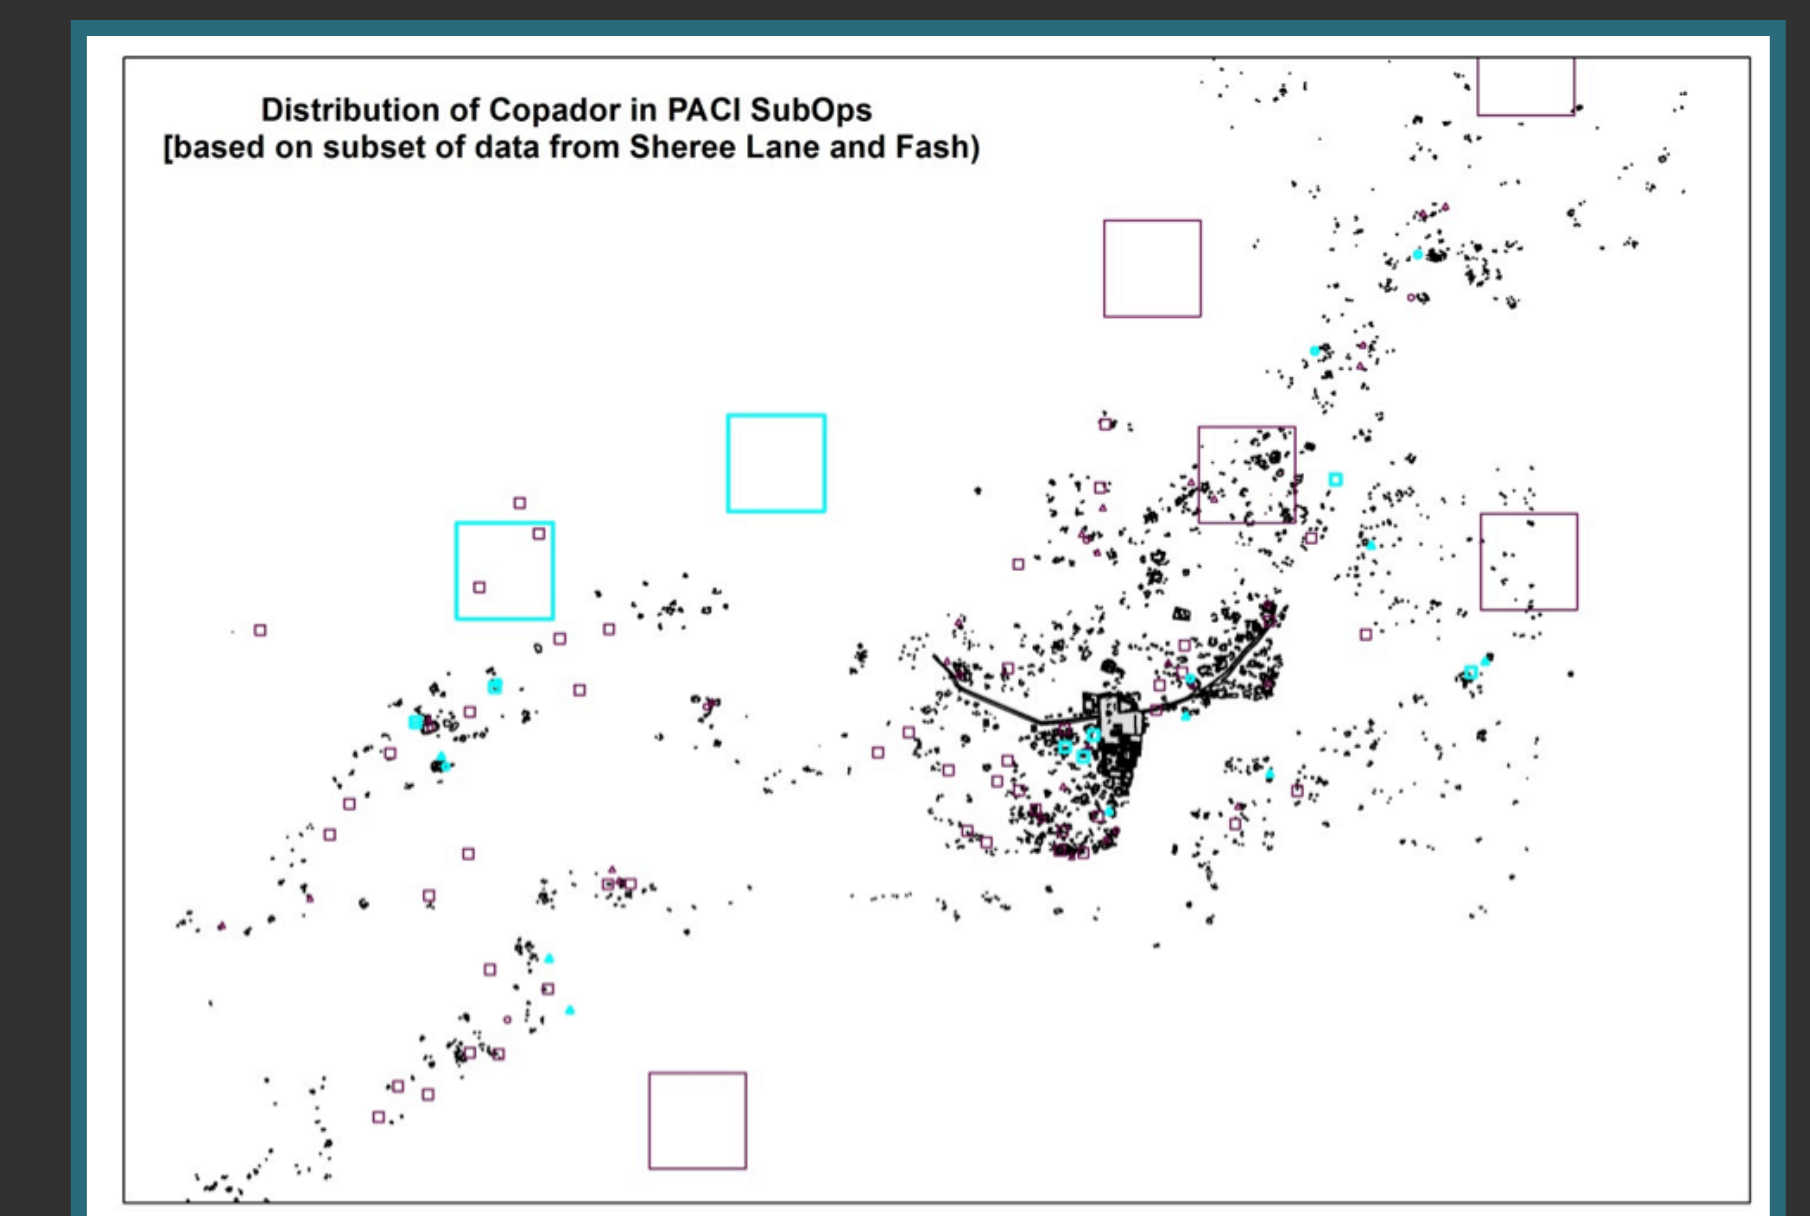 Distribution of Copador in PACI SubOps
[based on subset of data from Sheree Lane and Fash)